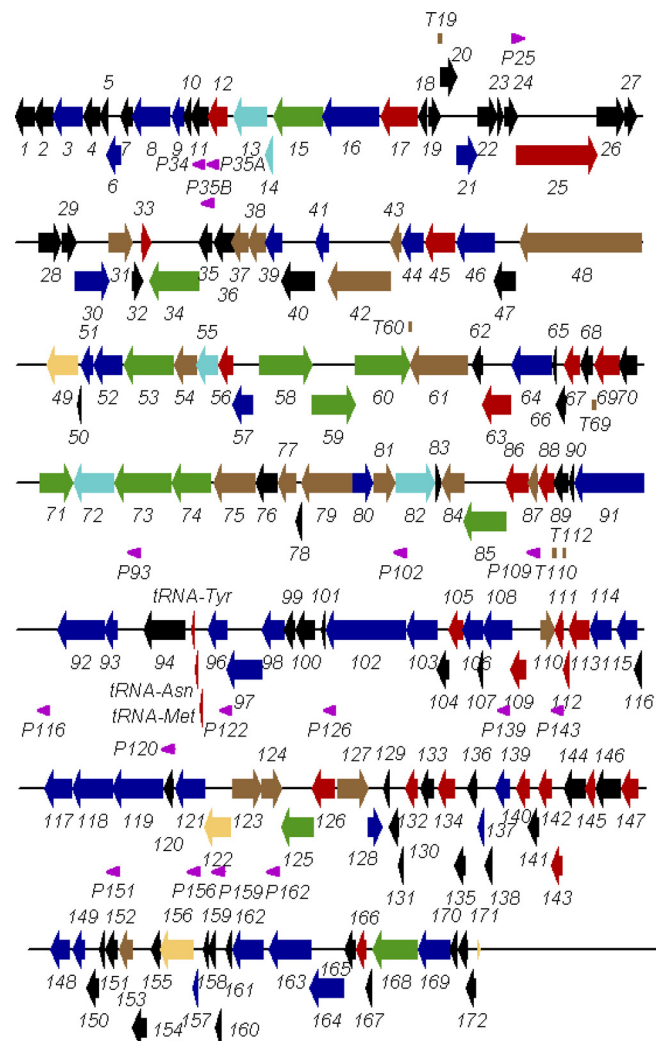 T19
20 P25
5 10 12 18 23 24 27
1 2 3 4 7 8 9 11 13 15 16 17 19 22 26
6 P34 P35A 14 21 25
P35B
29 33 38 41 43
28 31 35 37 39 44 45 46 48
30 32 34 36 40 42 47
T60
51 55 62 65 68
49 52 53 54 56 58 60 61 64 66 67 69 70
50 57 59 63 T69
77 81 83 86 88 90
71 72 73 74 75 76 79 80 82 84 87 89 91
78 85
T112
P93 P102 P109 T110
tRNA-Tyr 99 101 105 108 111 114
92 93 94 96 98 100 102 103 106 110 113 115
97 104 107 109 112 116
tRNA-Asn
tRNA-Met
P116 P122 P126 P139 P143
P120
124 127 129 133 136 139 144 146
117 118 119 121 123 126 132 134 140 142 145 147
120 122 125 128 130 137 141
131 135 138 143
P151 P156 P159 P162
149 152 156 159 162 166 170 171
148 151 155 158 161 163 165 168 169
150 153 154 157 160 164 167 172